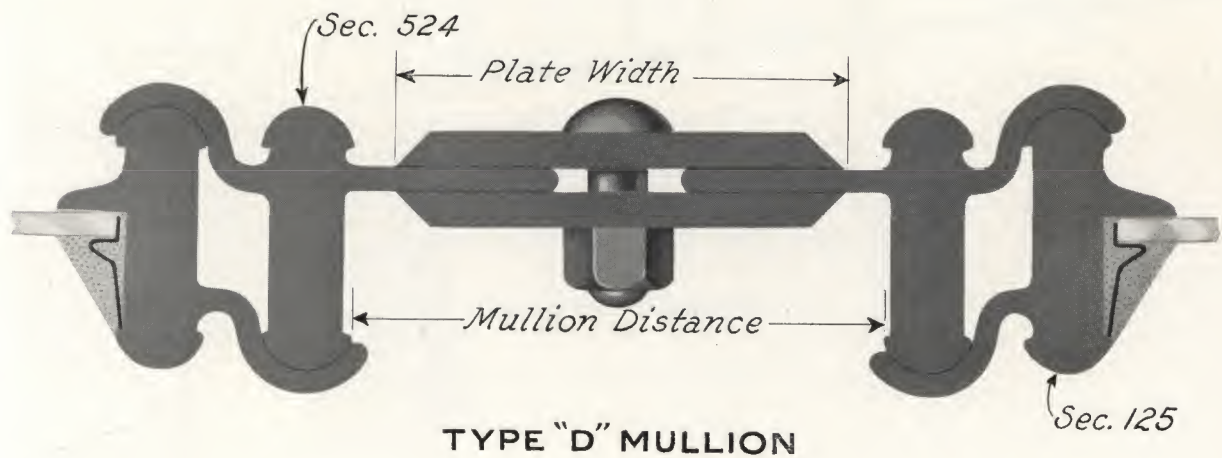 Sec. 524
Plate Width
Mullion Distance
Sec. 125
TYPE "D" MULLION